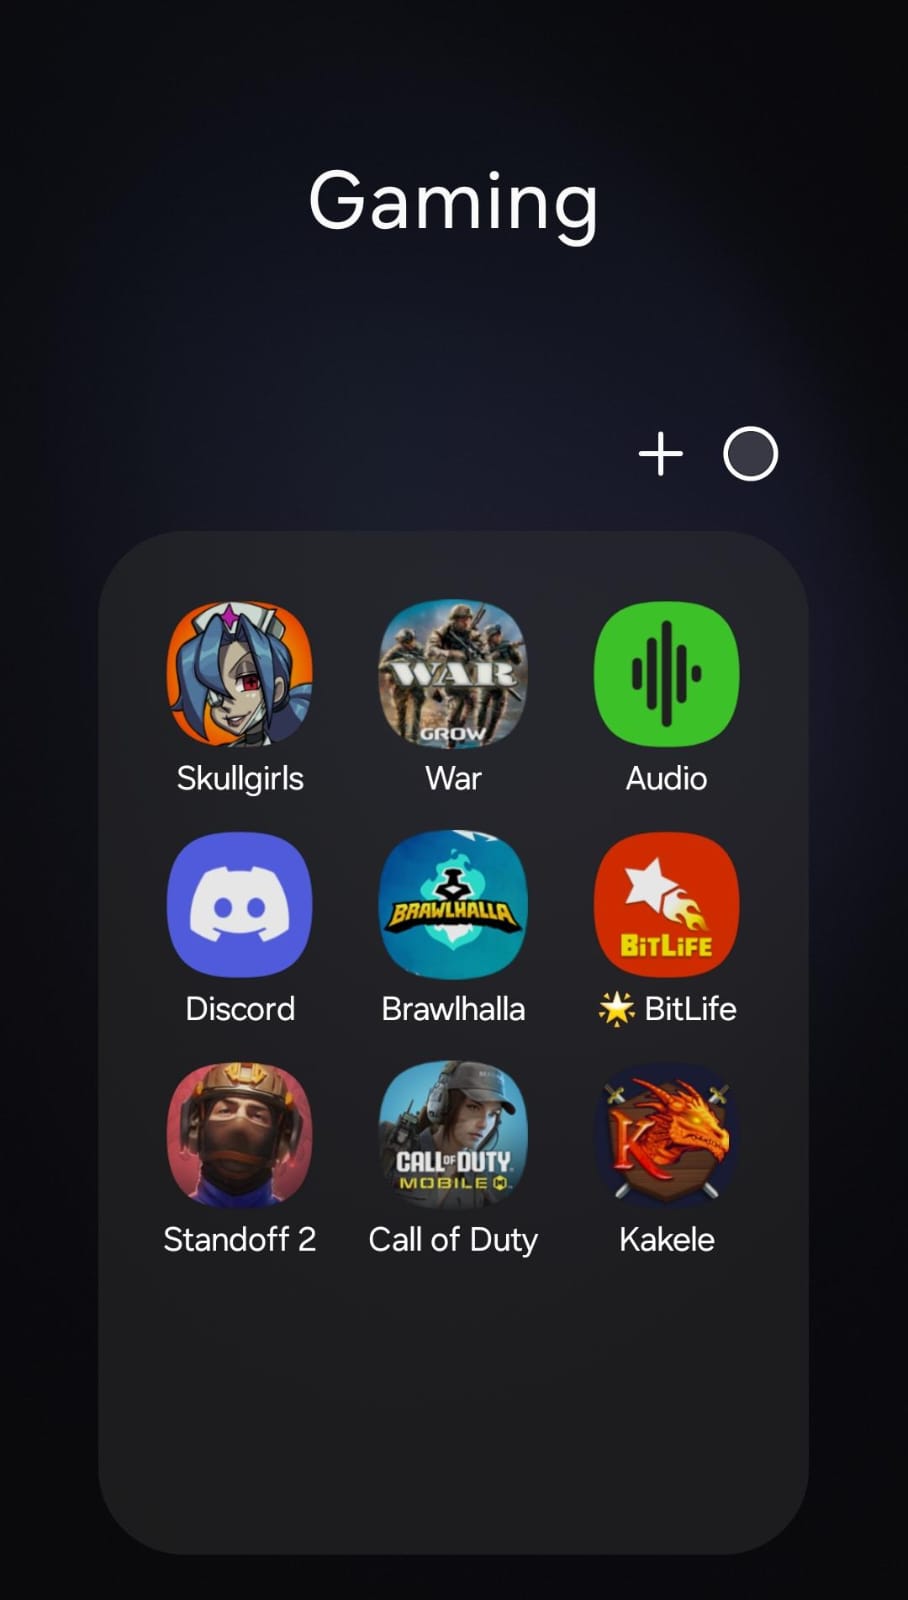 Gaming
WAR
GROW
Skullgirls
War
Audio
BRAWLHALLA
BiTLiFE
Discord
Brawlhalla
🌟 BitLife
CALL OF DUTY
MOBILE
K
Standoff 2
Call of Duty
Kakele